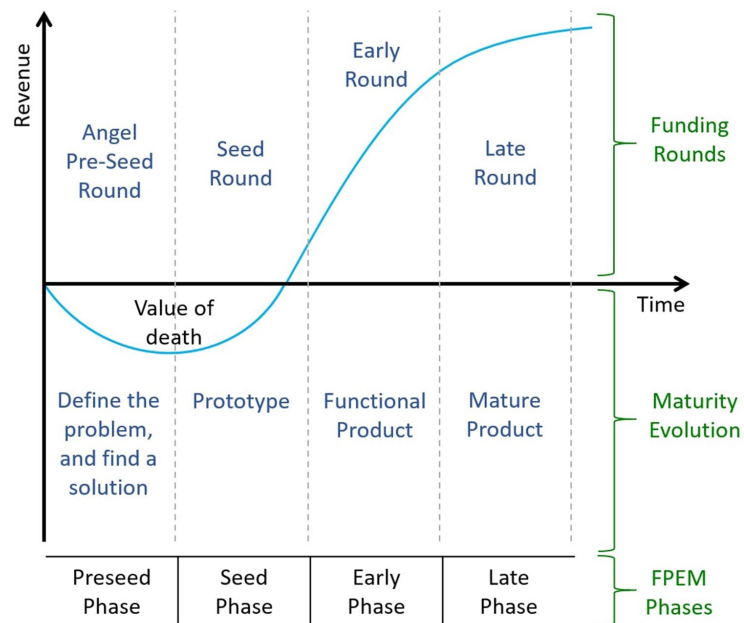 Revenue
Angel
Pre-Seed
Round
Seed
Round
Early
Round
Late
Round
Funding
Rounds
Time
Value of
death
Define the
problem,
and find a
solution
Prototype
Functional
Product
Mature
Product
Maturity
Evolution
Preseed
Phase
Seed
Phase
Early
Phase
Late
Phase
FPEM
Phases